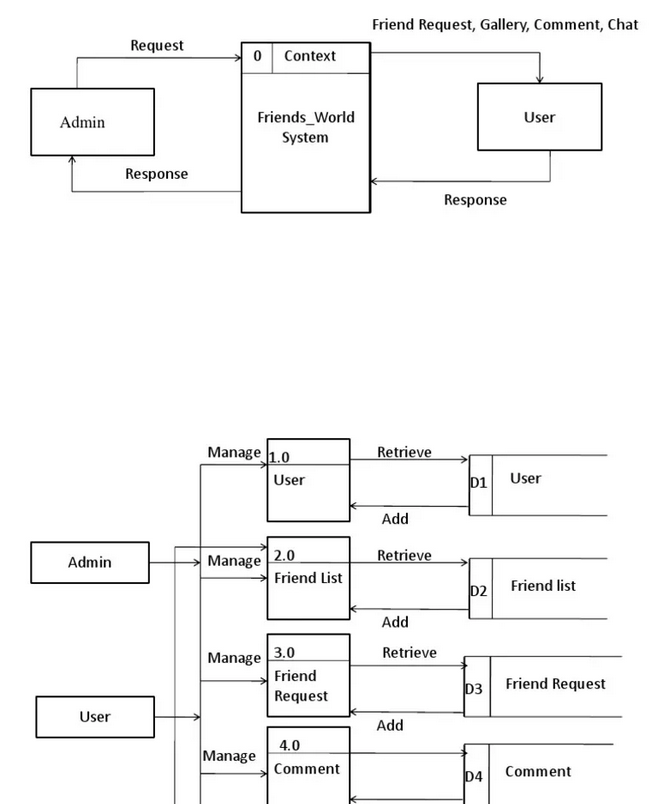 Friend Request, Gallery, Comment, Chat
Request
0 Context
Admin
Friends_World
System
User
Response
Response
Manage
1.0
Retrieve
User
D1
User
Add
Admin
Manage
2.0
Retrieve
Friend List
D2
Friend list
Add
Manage
3.0
Retrieve
Friend
Request
D3
Friend Request
Add
User
Manage
4.0
Comment
D4
Comment